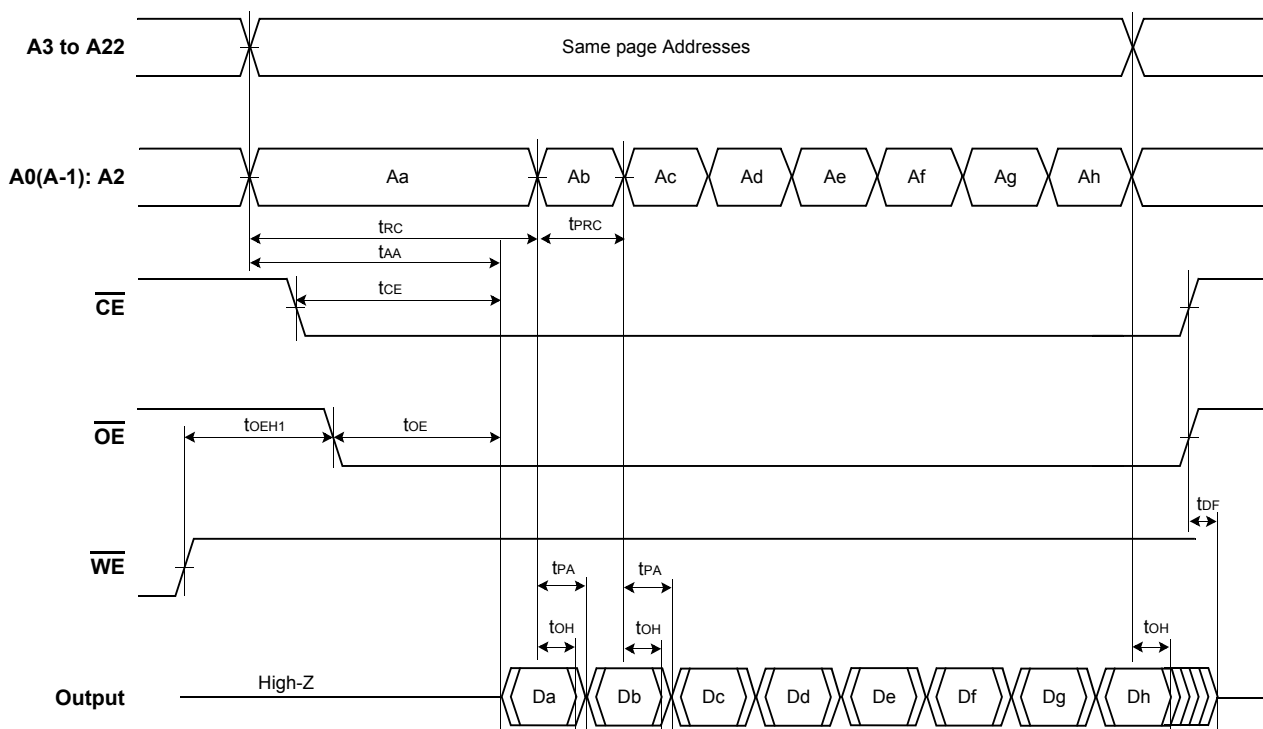 A3 to A22
Same page Addresses
A0(A-1): A2
Aa
Ab
Ac
Ad
Ae
Af
Ag
Ah
tRC
tPRC
tAA
CE
tCE
OE
tOEH1
tOE
tDF
WE
tPA
tPA
tOH
tOH
tOH
Output
High-Z
Da
Db
Dc
Dd
De
Df
Dg
Dh